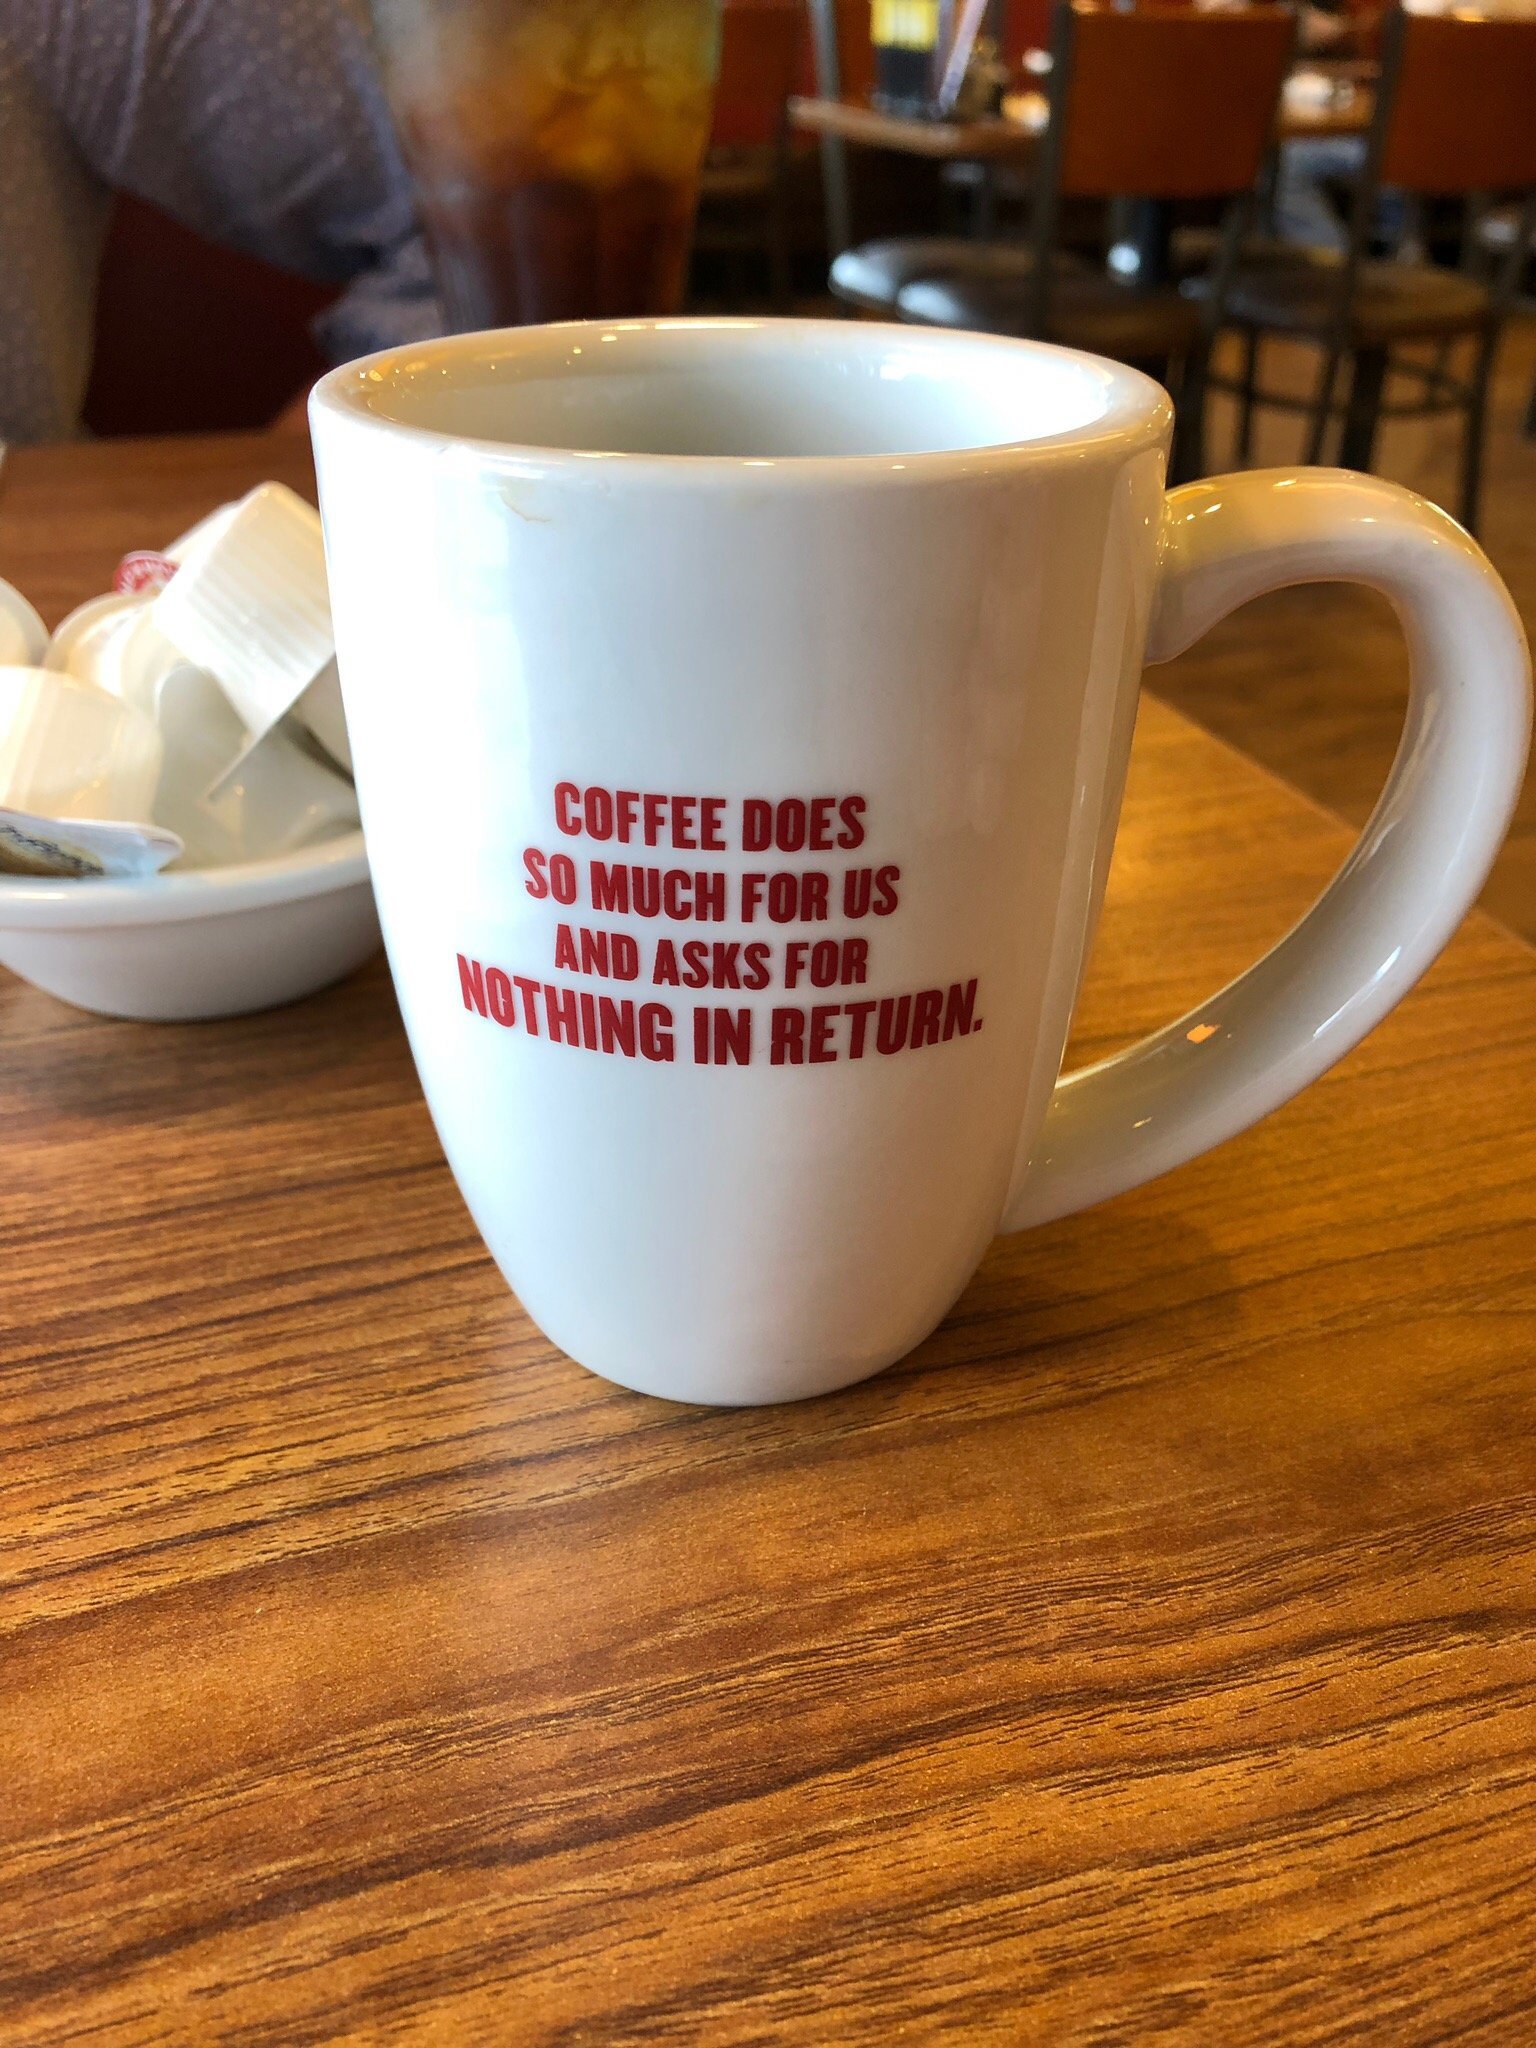 COFFEE DOES
SO MUCH FOR US
AND ASKS FOR
NOTHING IN RETURN.